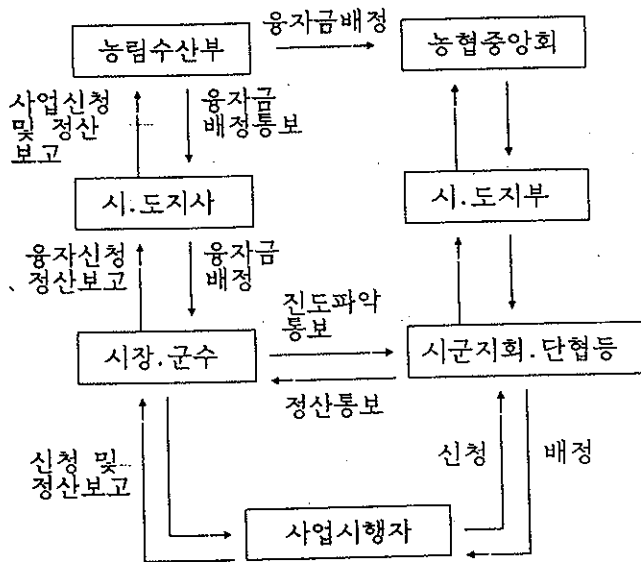 융자금배정
농림수산부
농협중앙회
사업신청
및 정산
보고
융자금
배정통보
시.도지사
시.도지부
융자신청
정산보고
융자금
배정
진도파악
통보
시장.군수
시군지회.단협등
정산통보
신청 및
정산보고
신청
배정
사업시행자